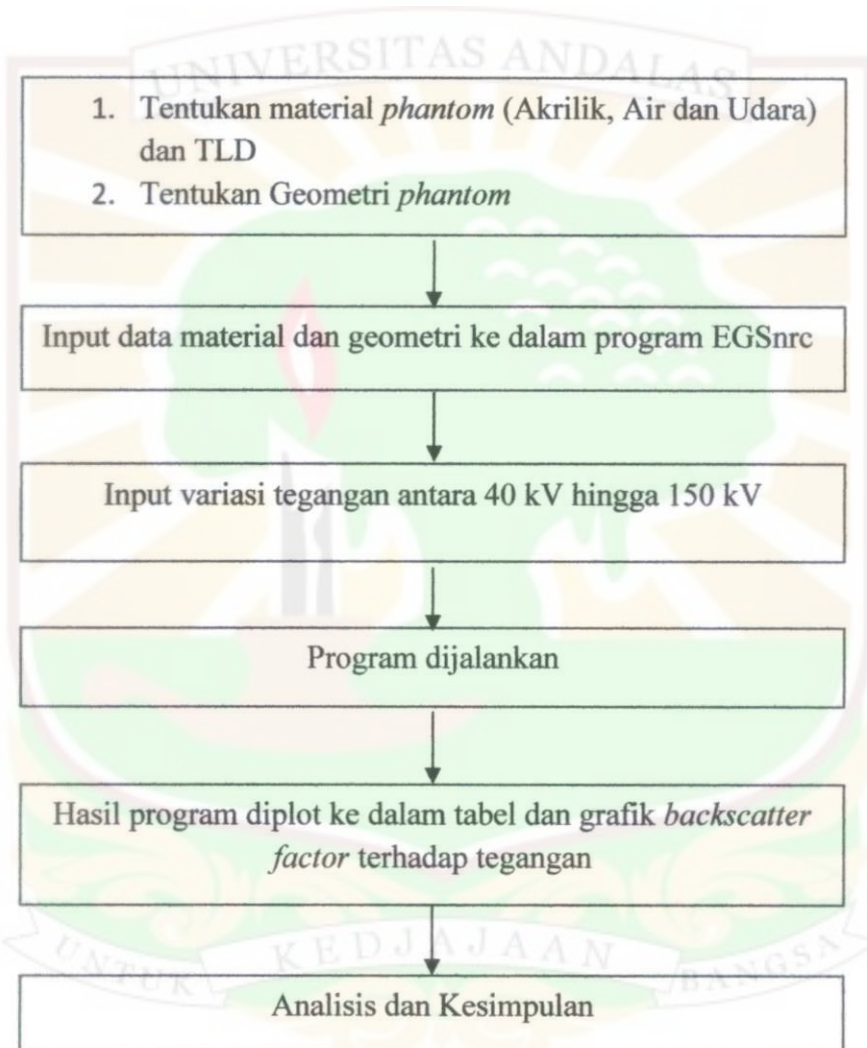 UNIVERSITAS ANDALAS
1. Tentukan material phantom (Akrilik, Air dan Udara)
dan TLD
2. Tentukan Geometri phantom
Input data material dan geometri ke dalam program EGSnrc
Input variasi tegangan antara 40 kV hingga 150 kV
Program dijalankan
Hasil program diplot ke dalam tabel dan grafik backscatter
factor terhadap tegangan
UNTUK KEDJAJAAN BANGSA
Analisis dan Kesimpulan